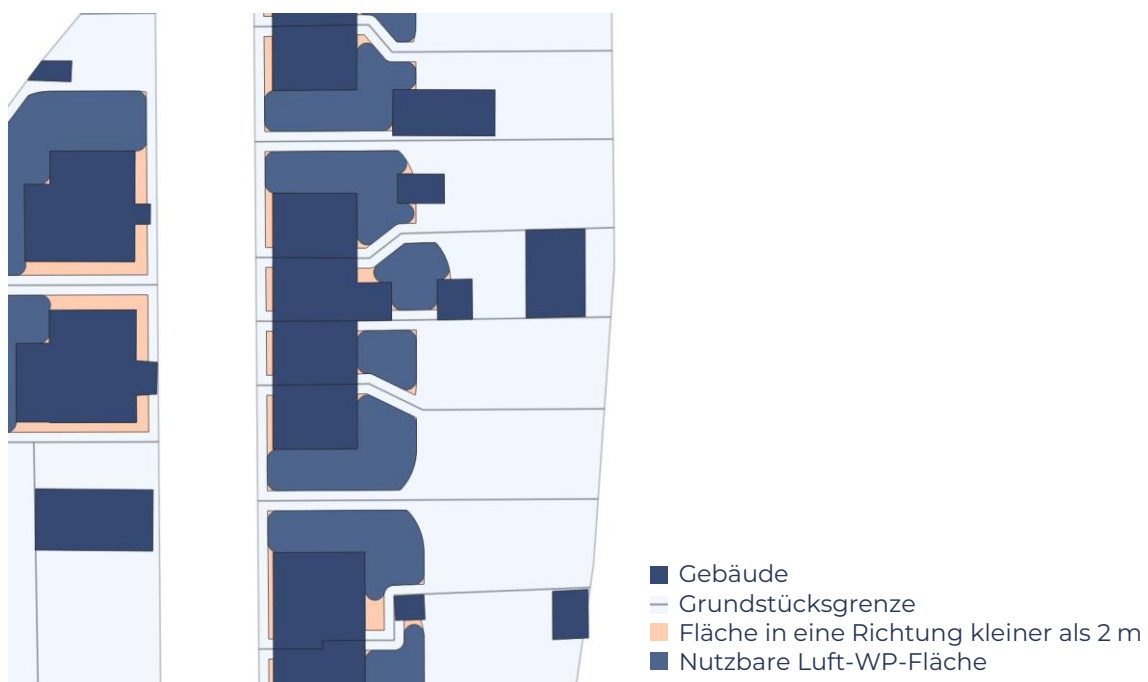 Gebäude
Grundstücksgrenze
Fläche in eine Richtung kleiner als 2 m
Nutzbare Luft-WP-Fläche